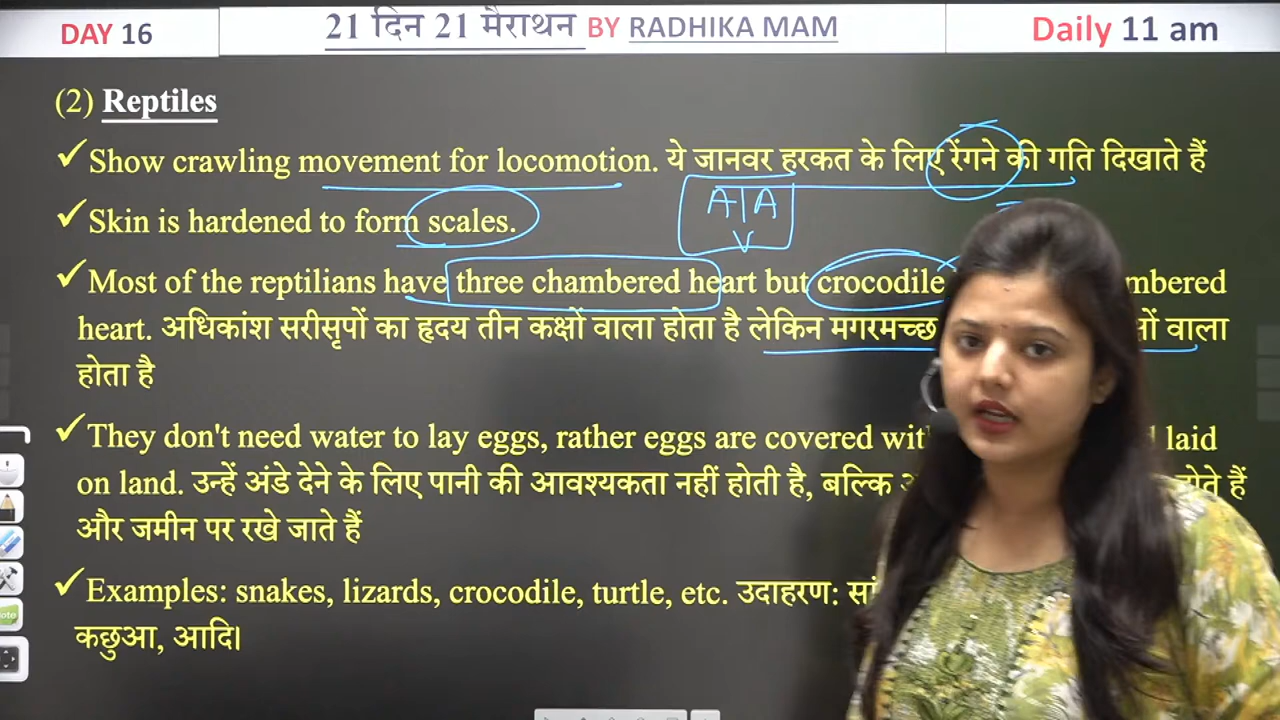 DAY 16
21 दिन 21 मैराथन BY RADHIKA MAM
Daily 11 am
(2) Reptiles
✓ Show crawling movement for locomotion. ये जानवर हरकत के लिए रेंगने की गति दिखाते हैं
A | A
V
✓ Skin is hardened to form scales.
✓ Most of the reptilians have three chambered heart but crocodile mbered
heart. अधिकांश सरीसृपों का हृदय तीन कक्षों वाला होता है लेकिन मगरमच्छ वाला
होता है
✓ They don't need water to lay eggs, rather eggs are covered laid
on land. उन्हें अंडे देने के लिए पानी की आवश्यकता नहीं होती है, बल्कि होते हैं
और जमीन पर रखे जाते हैं
✓ Examples: snakes, lizards, crocodile, turtle, etc. उदाहरण:
कछुआ, आदि।